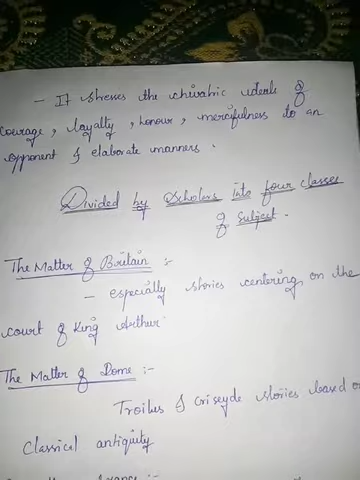 - It stresses the chivalric ideals of
courage, loyalty, honour, mercifulness to an
opponent & elaborate manners.
Divided by Scholars into four classes
of subject.
The Matter of Britain :-
- especially stories centering on the
court of King Arthur
The Matter of Rome :-
Troilus & criseyde stories based on
Classical antiquity